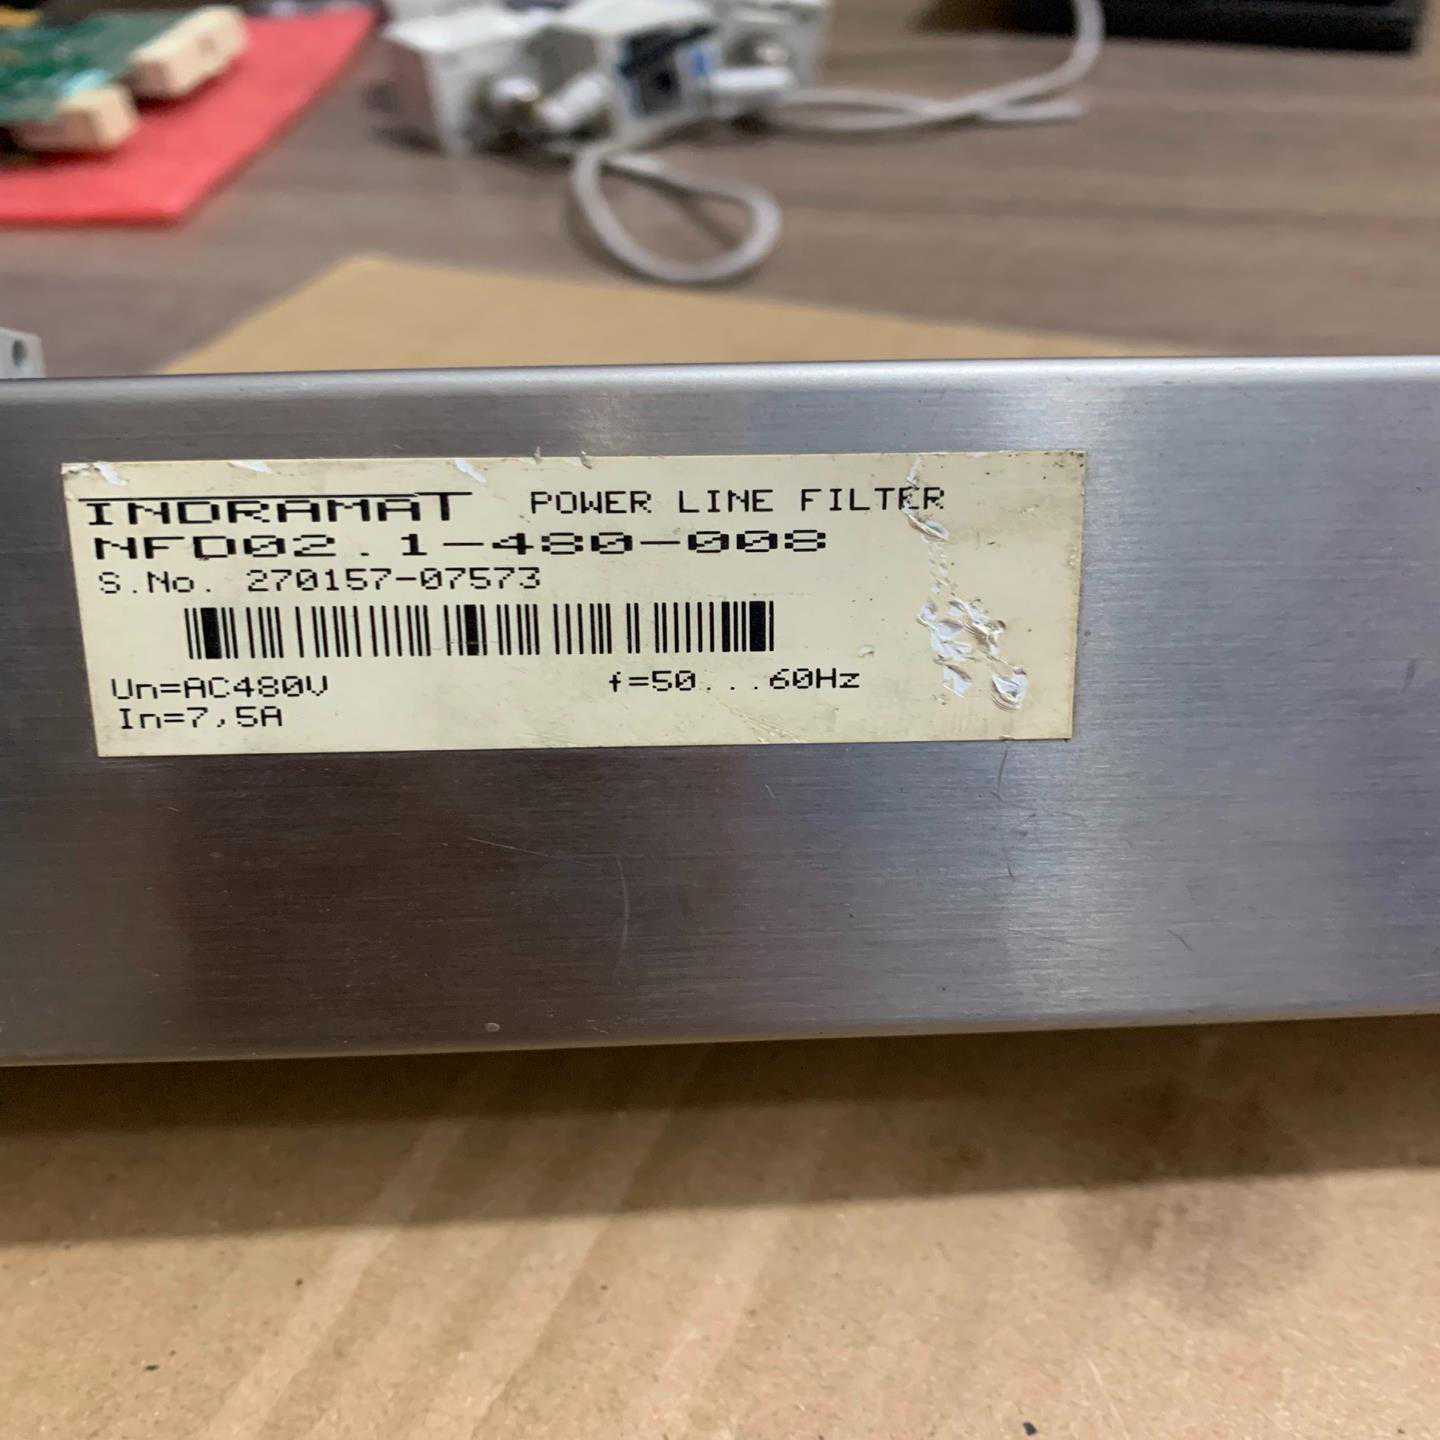 INDRAMAT POWER LINE FILTER
NFD02.1-480-008
S.No. 270157-07573
Un=AC480V f=50...60Hz
In=7,5A